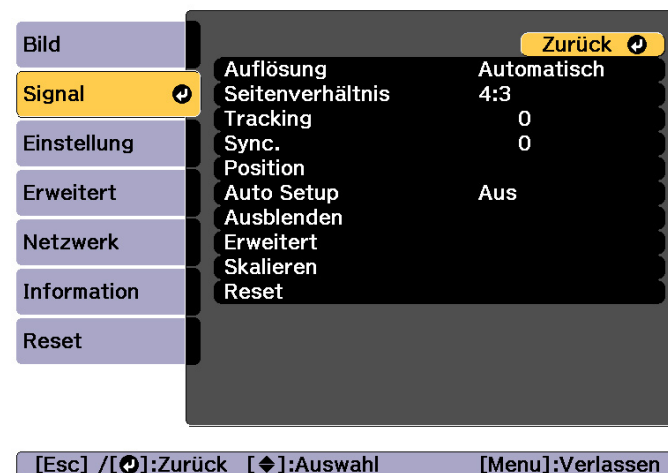 Bild
Signal
Einstellung
Erweitert
Netzwerk
Information
Reset
Zurück
Auflösung Automatisch
Seitenverhältnis 4:3
Tracking 0
Sync. 0
Position
Auto Setup Aus
Ausblenden
Erweitert
Skalieren
Reset
[Esc] /[⏎]:Zurück [◆]:Auswahl [Menu]:Verlassen